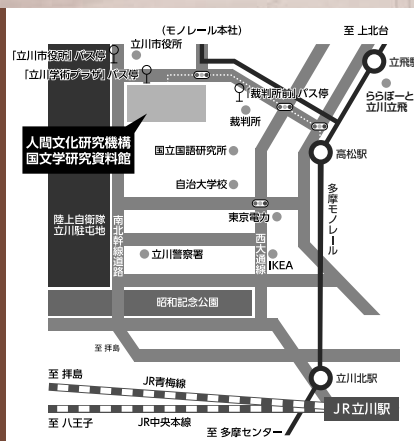 (モノレール本社)
至 上北台
「立川市役所」バス停
立川市役所
立飛駅
「立川学術プラザ」バス停
「裁判所前」バス停
ららぽーと
立川立飛
裁判所
人間文化研究機構
国文学研究資料館
国立国語研究所
高松駅
自治大学校
多摩モノレール
陸上自衛隊
立川駐屯地
南北幹線道路
東京電力
西大通線
立川警察署
IKEA
昭和記念公園
至 拝島
立川北駅
至 拝島
JR青梅線
JR立川駅
至 八王子
JR中央本線
至 多摩センター